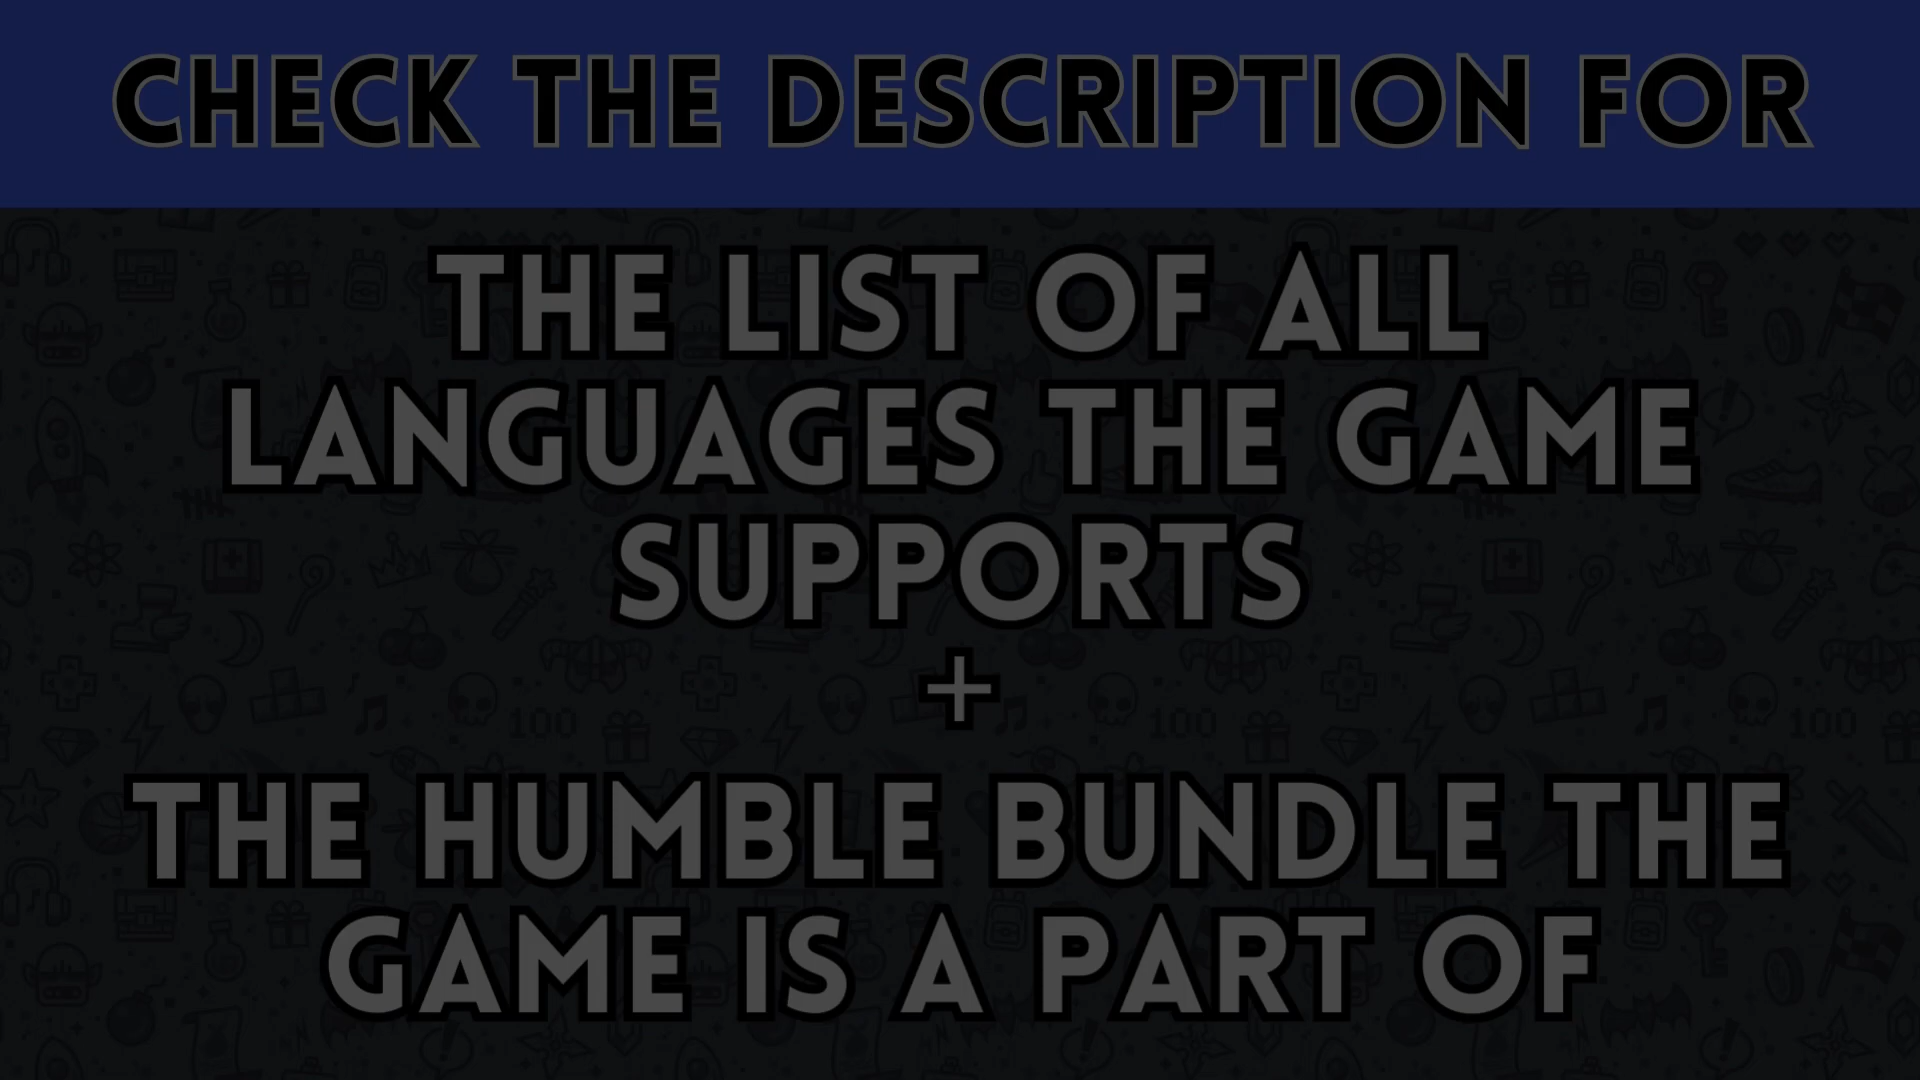 CHECK THE DESCRIPTION FOR
THE LIST OF ALL
LANGUAGES THE GAME
SUPPORTS
+
THE HUMBLE BUNDLE THE
GAME IS A PART OF